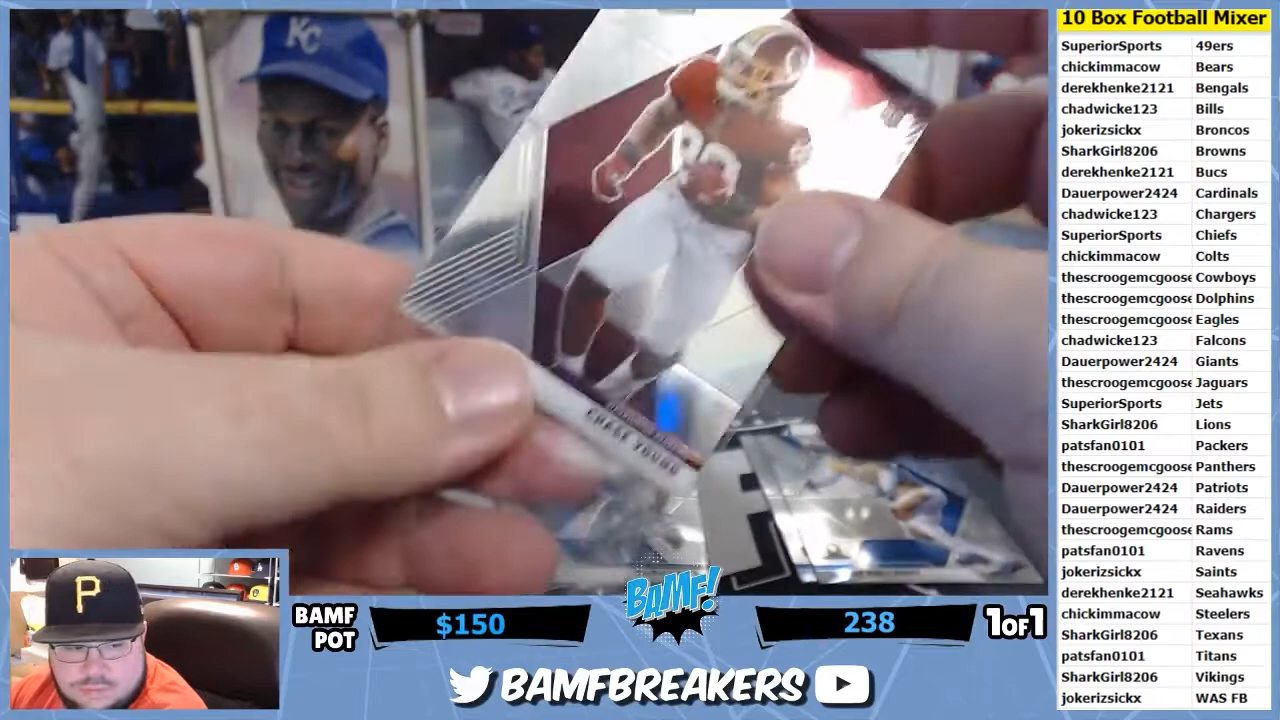 10 Box Football Mixer
SuperiorSports 49ers
chickimmacow Bears
derekhenke2121 Bengals
chadwicke123 Bills
jokerizsickx Broncos
SharkGirl8206 Browns
derekhenke2121 Bucs
Dauerpower2424 Cardinals
chadwicke123 Chargers
SuperiorSports Chiefs
chickimmacow Colts
thescroogemcgoose Cowboys
thescroogemcgoose Dolphins
thescroogemcgoose Eagles
chadwicke123 Falcons
Dauerpower2424 Giants
thescroogemcgoose Jaguars
SuperiorSports Jets
SharkGirl8206 Lions
patsfan0101 Packers
thescroogemcgoose Panthers
Dauerpower2424 Patriots
Dauerpower2424 Raiders
thescroogemcgoose Rams
patsfan0101 Ravens
jokerizsickx Saints
derekhenke2121 Seahawks
chickimmacow Steelers
SharkGirl8206 Texans
patsfan0101 Titans
SharkGirl8206 Vikings
jokerizsickx WAS FB
KC
CHASE YOUNG
P
BAMF
POT
$150
BAMF!
238
1OF1
BAMFBREAKERS